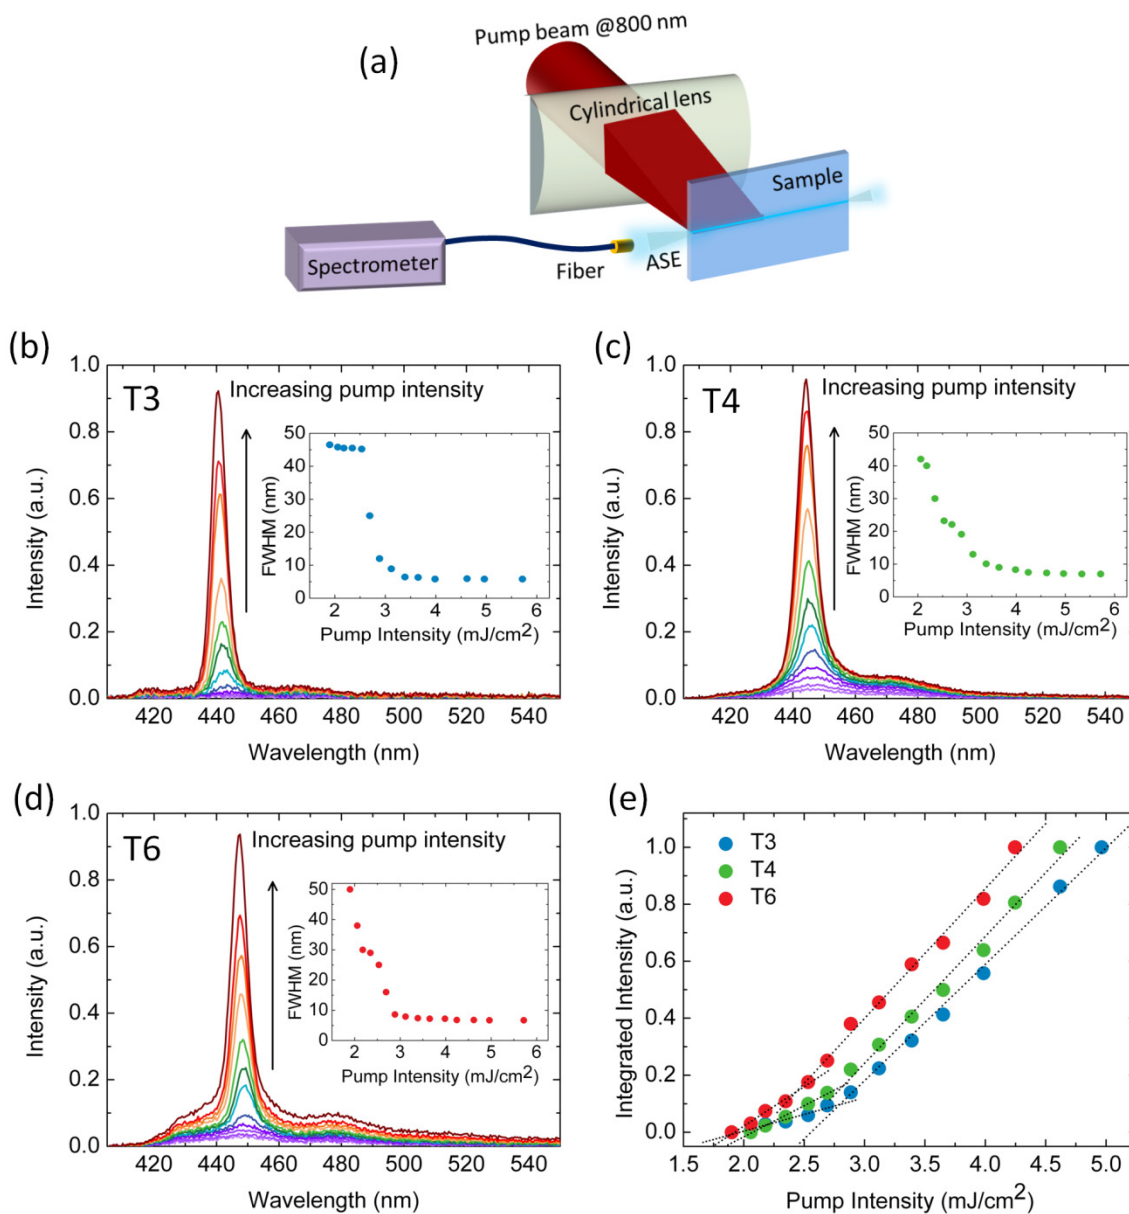 (a)
Pump beam @800 nm
Cylindrical lens
Sample
Spectrometer
Fiber
ASE
(b)
T3
Increasing pump intensity
1.0
0.8
0.6
0.4
0.2
0.0
Intensity (a.u.)
420 440 460 480 500 520 540
Wavelength (nm)
50
40
30
20
10
0
FWHM (nm)
2 3 4 5 6
Pump Intensity (mJ/cm2)
(c)
T4
Increasing pump intensity
1.0
0.8
0.6
0.4
0.2
0.0
Intensity (a.u.)
420 440 460 480 500 520 540
Wavelength (nm)
50
40
30
20
10
0
FWHM (nm)
2 3 4 5 6
Pump Intensity (mJ/cm2)
(d)
T6
Increasing pump intensity
1.0
0.8
0.6
0.4
0.2
0.0
Intensity (a.u.)
420 440 460 480 500 520 540
Wavelength (nm)
50
40
30
20
10
0
FWHM (nm)
2 3 4 5 6
Pump Intensity (mJ/cm2)
(e)
T3
T4
T6
1.0
0.8
0.6
0.4
0.2
0.0
Integrated Intensity (a.u.)
1.5 2.0 2.5 3.0 3.5 4.0 4.5 5.0
Pump Intensity (mJ/cm2)